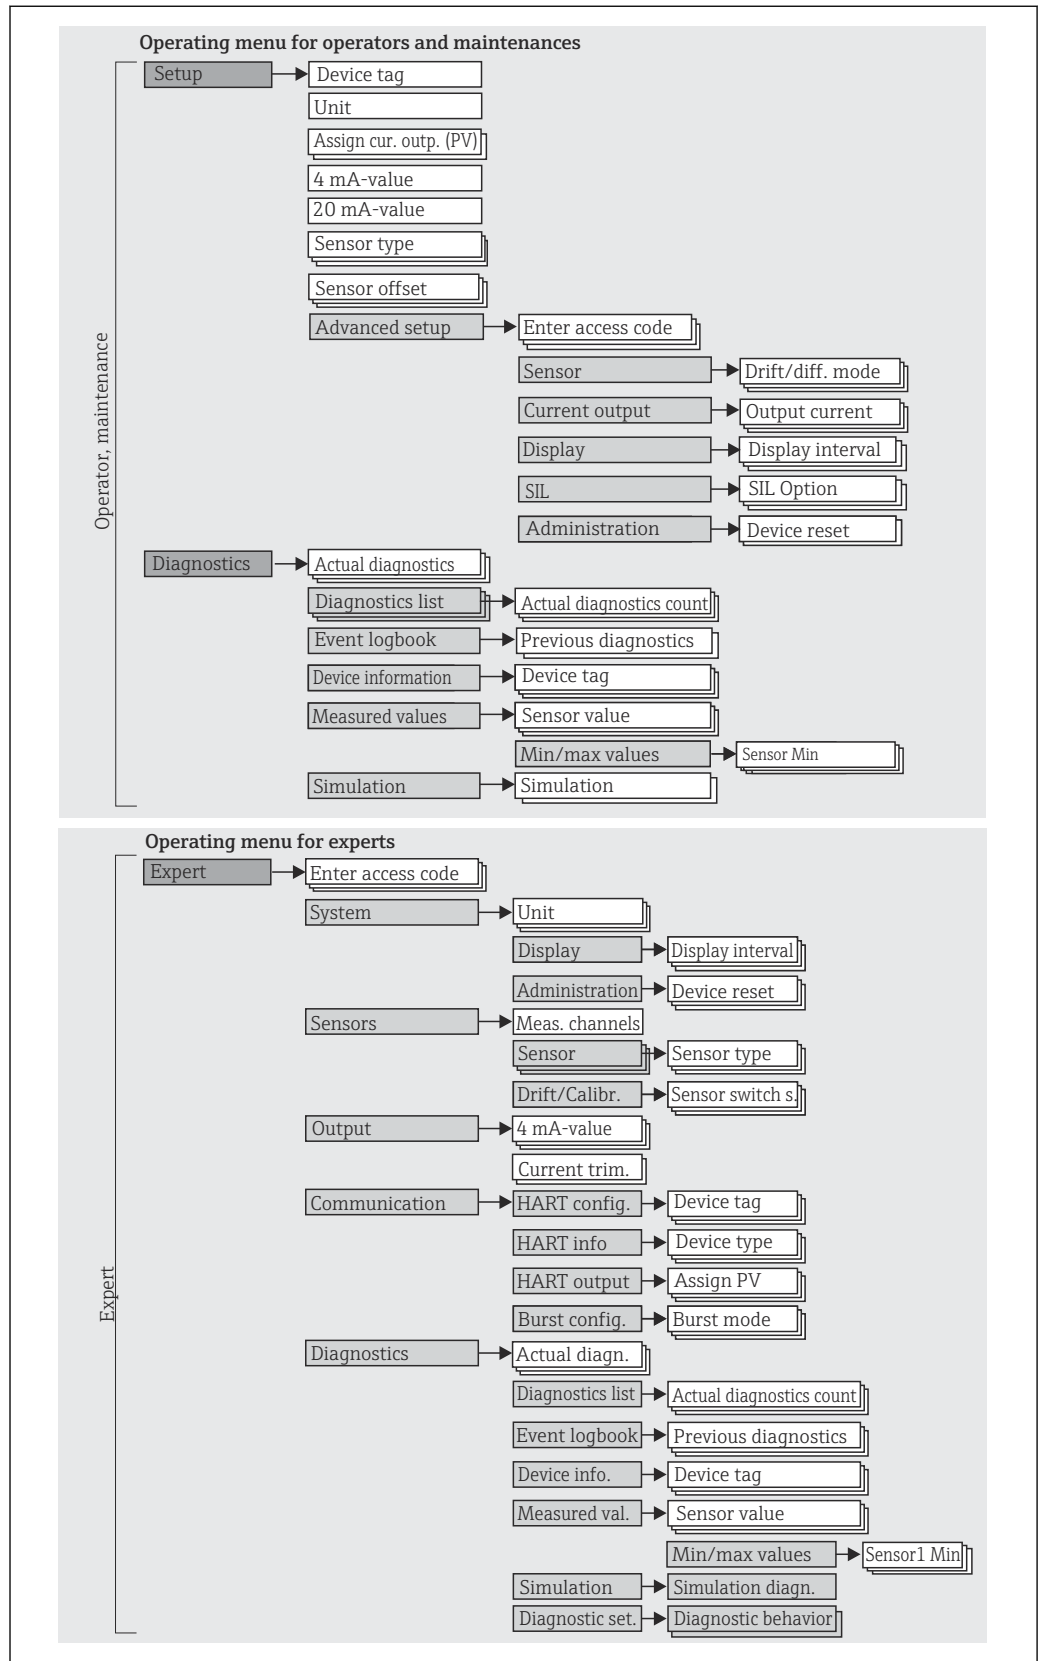 Operating menu for operators and maintenances
Setup
Device tag
Unit
Assign cur. outp. (PV)
4 mA-value
20 mA-value
Sensor type
Sensor offset
Advanced setup
Enter access code
Sensor
Drift/diff. mode
Current output
Output current
Display
Display interval
SIL
SIL Option
Administration
Device reset
Operator, maintenance
Diagnostics
Actual diagnostics
Diagnostics list
Actual diagnostics count
Event logbook
Previous diagnostics
Device information
Device tag
Measured values
Sensor value
Min/max values
Sensor Min
Simulation
Simulation
Operating menu for experts
Expert
Enter access code
System
Unit
Display
Display interval
Administration
Device reset
Sensors
Meas. channels
Sensor
Sensor type
Drift/Calibr.
Sensor switch s.
Output
4 mA-value
Current trim.
Communication
HART config.
Device tag
HART info
Device type
HART output
Assign PV
Burst config.
Burst mode
Expert
Diagnostics
Actual diagn.
Diagnostics list
Actual diagnostics count
Event logbook
Previous diagnostics
Device info.
Device tag
Measured val.
Sensor value
Min/max values
Sensor1 Min
Simulation
Simulation diagn.
Diagnostic set.
Diagnostic behavior